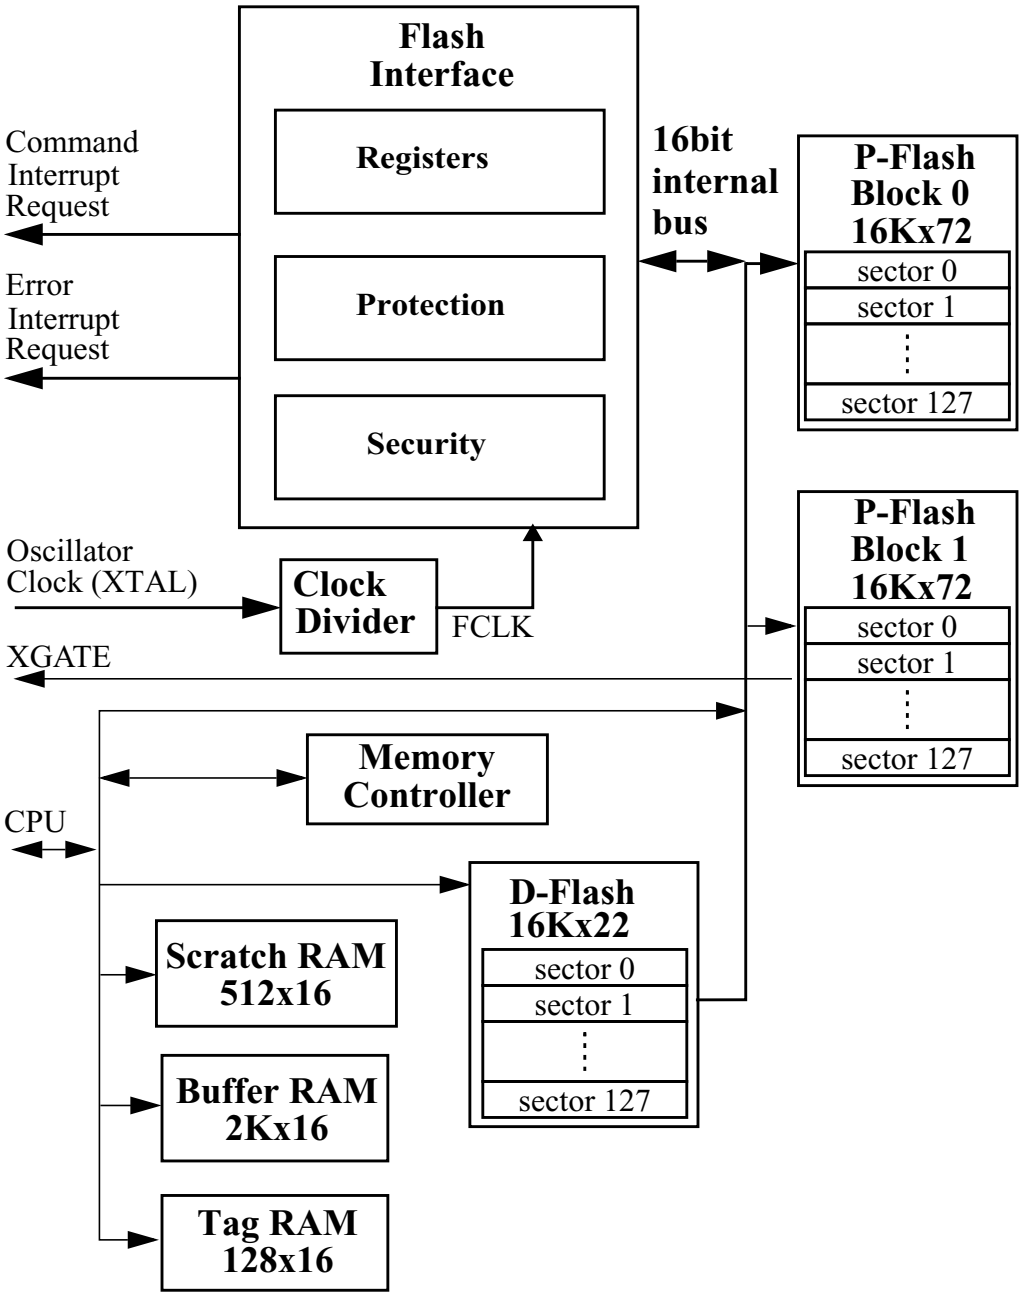 Flash
Interface
Registers
Protection
Security
Command
Interrupt
Request
Error
Interrupt
Request
16bit
internal
bus
P-Flash
Block 0
16Kx72
sector 0
sector 1
sector 127
P-Flash
Block 1
16Kx72
sector 0
sector 1
sector 127
Oscillator
Clock (XTAL)
Clock
Divider
FCLK
XGATE
Memory
Controller
CPU
D-Flash
16Kx22
sector 0
sector 1
sector 127
Scratch RAM
512x16
Buffer RAM
2Kx16
Tag RAM
128x16